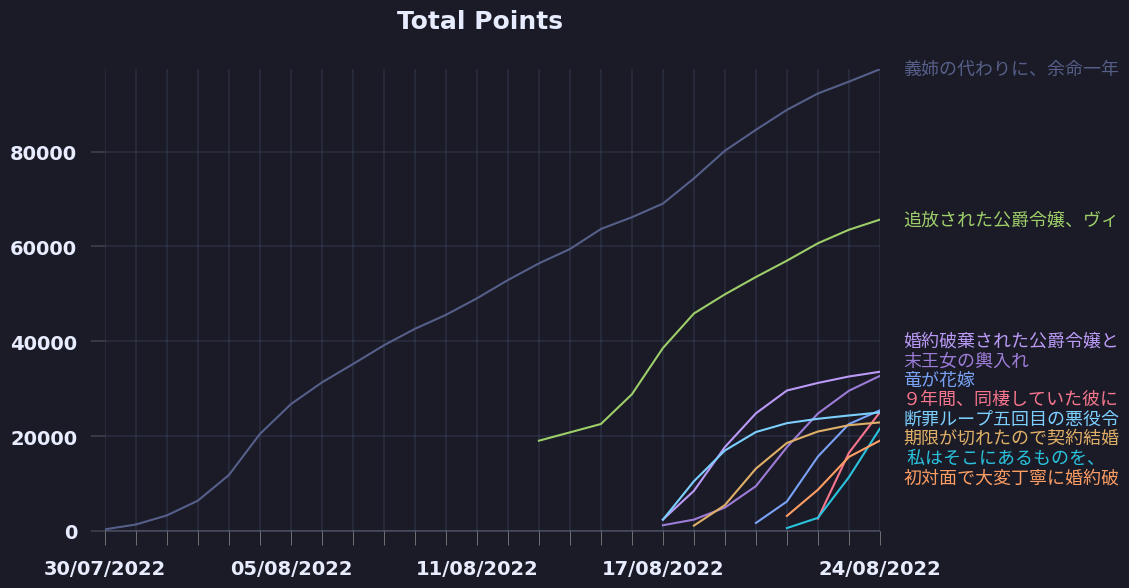 Total Points
義姉の代わりに、余命一年
80000
追放された公爵令嬢、ヴィ
60000
40000
婚約破棄された公爵令嬢と
末王女の輿入れ
竜が花嫁
９年間、同棲していた彼に
断罪ループ五回目の悪役令
20000
期限が切れたので契約結婚
私はそこにあるものを、
初対面で大変丁寧に婚約破
0
30/07/2022
05/08/2022
11/08/2022
17/08/2022
24/08/2022